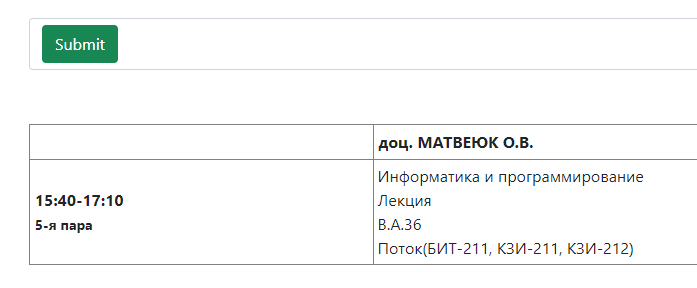 Submit
доц. МАТВЕЮК О.В.
15:40-17:10
5-я пара
Информатика и программирование
Лекция
В.А.36
Поток(БИТ-211, КЗИ-211, КЗИ-212)